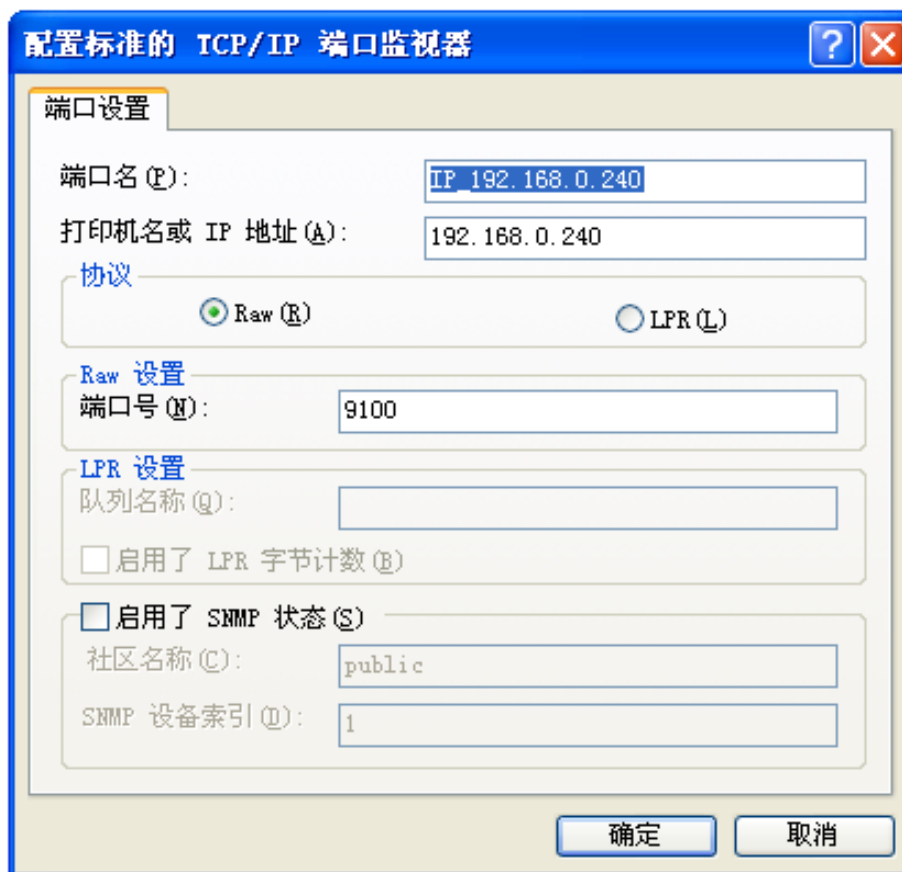 配置标准的 TCP/IP 端口监视器
端口设置
端口名(P): IP_192.168.0.240
打印机名或 IP 地址(A): 192.168.0.240
协议
Raw(R) LPR(L)
Raw 设置
端口号(N): 9100
LPR 设置
队列名称(Q):
启用了 LPR 字节计数(B)
启用了 SNMP 状态(S)
社区名称(C): public
SNMP 设备索引(D): 1
确定 取消